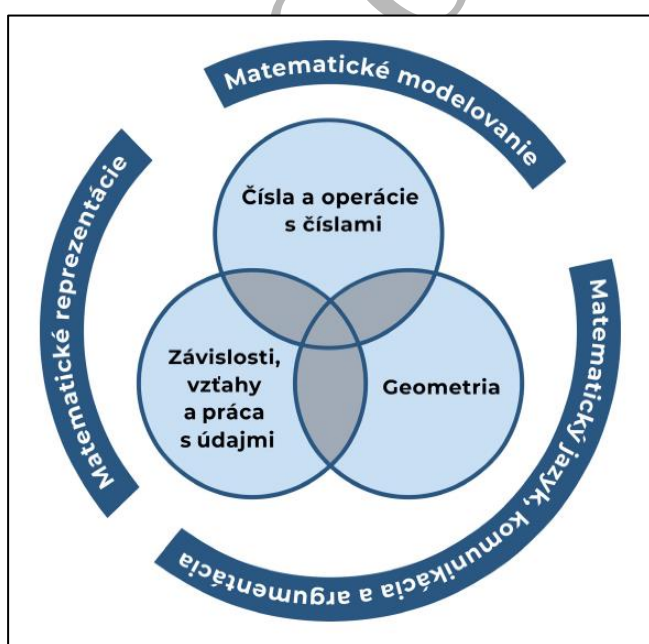 Matematické modelovanie
Matematické reprezentácie
Čísla a operácie
s číslami
Závislosti,
vzťahy
a práca
s údajmi
Geometria
Matematický jazyk, komunikácia a argumentácia